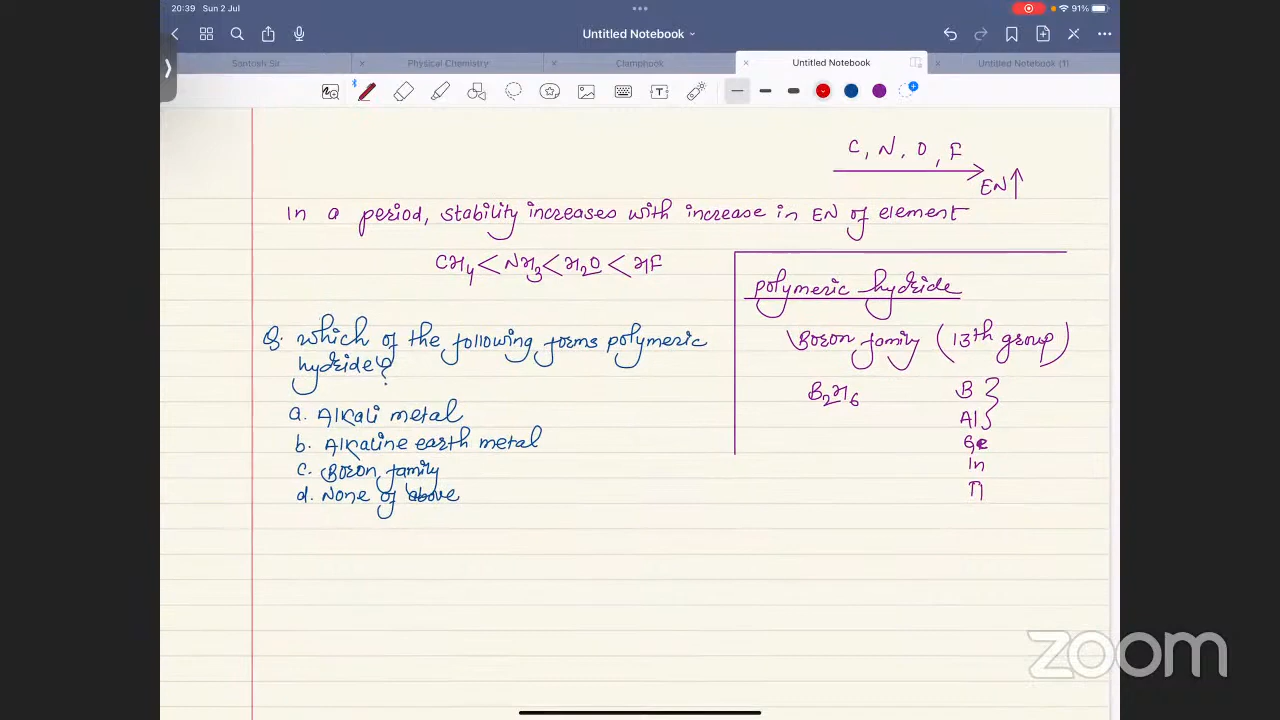 20:39 Sun 2 Jul
91%
Untitled Notebook
Santosh Sir
Physical Chemistry
Clamphook
Untitled Notebook
Untitled Notebook (1)
C, N, O, F
EN↑
In a period, stability increases with increase in EN of element
CH4 < NH3 < H2O < HF
polymeric hydride
Boron family (13th group)
B2H6
B
Al
Ge
In
Tl
Q. which of the following forms polymeric
hydride?
a. Alkali metal
b. Alkaline earth metal
c. Boron family
d. None of above
zoom